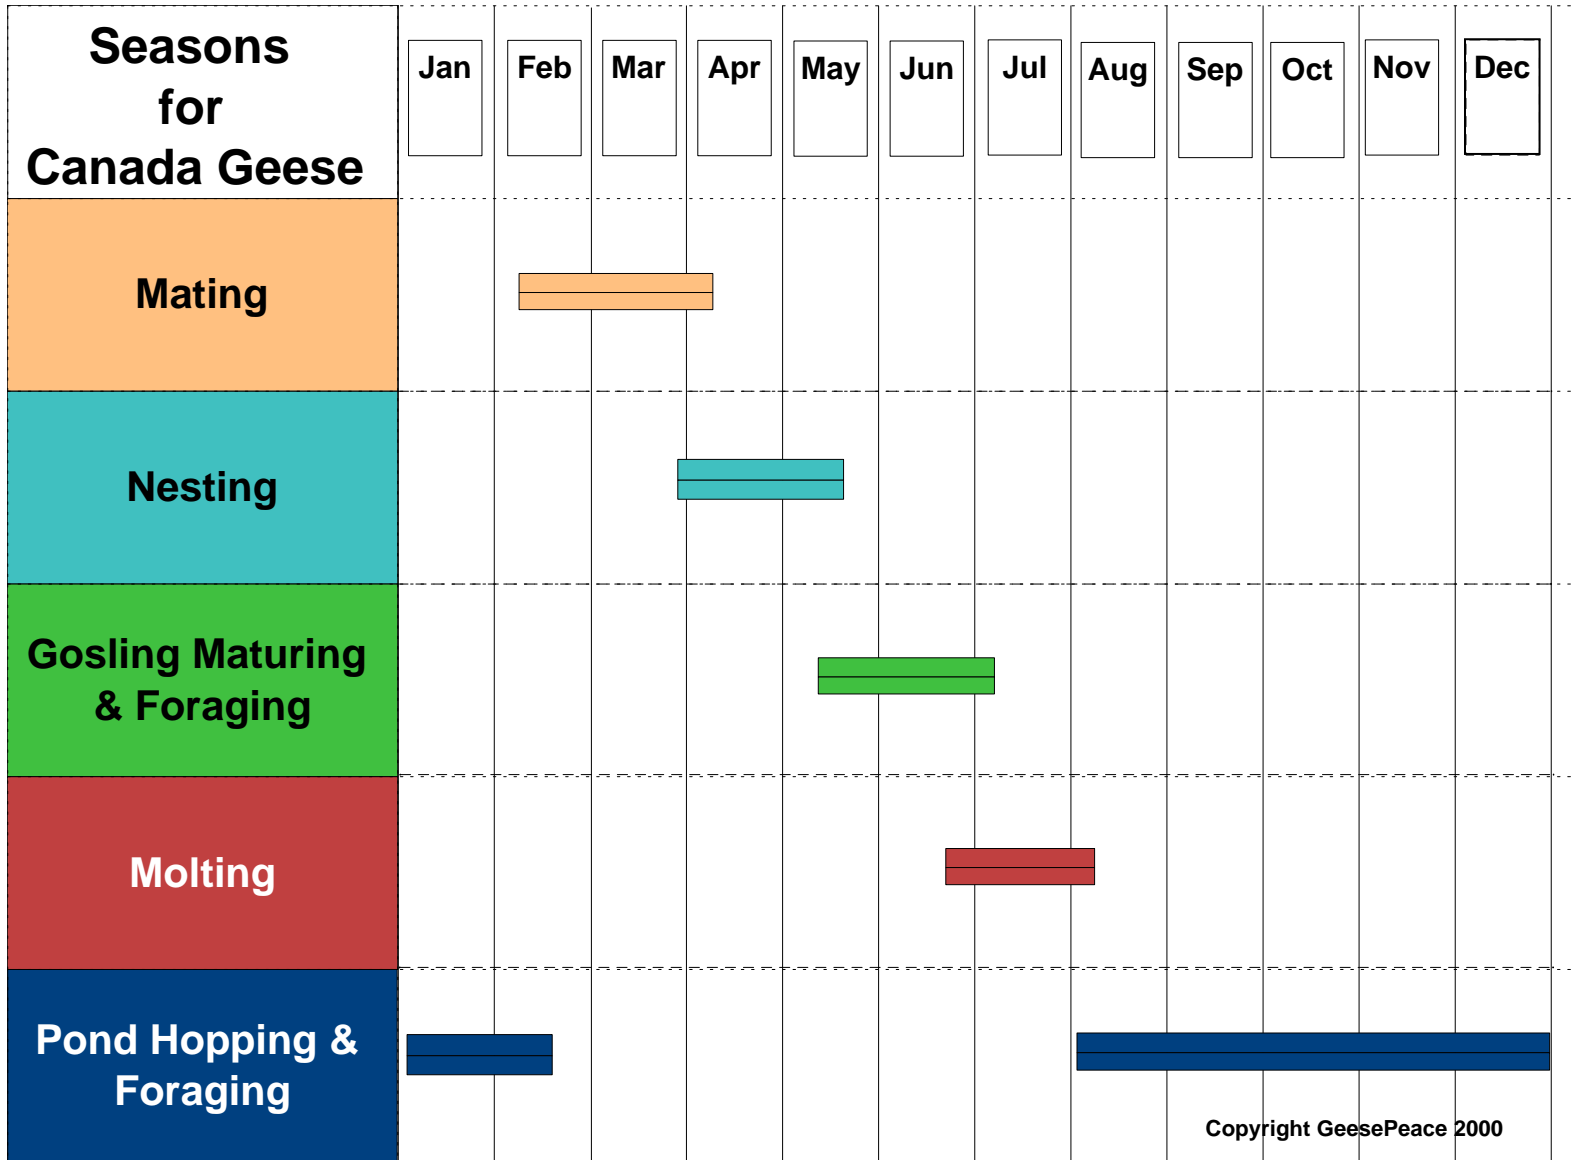 Seasons
for
Canada Geese
Jan Feb Mar Apr May Jun Jul Aug Sep Oct Nov Dec
Mating
Nesting
Gosling Maturing
& Foraging
Molting
Pond Hopping &
Foraging
Copyright GeesePeace 2000